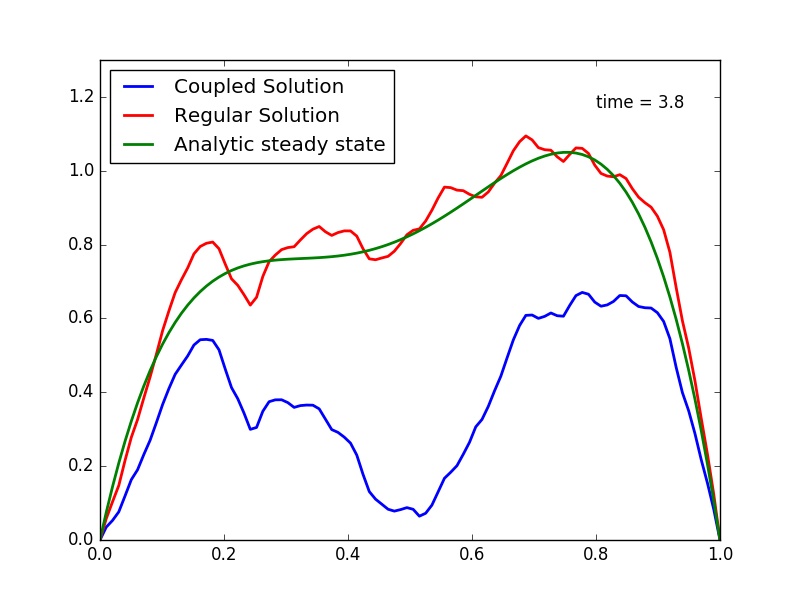 Coupled Solution
Regular Solution
Analytic steady state
time = 3.8
1.2
1.0
0.8
0.6
0.4
0.2
0.0
0.0 0.2 0.4 0.6 0.8 1.0